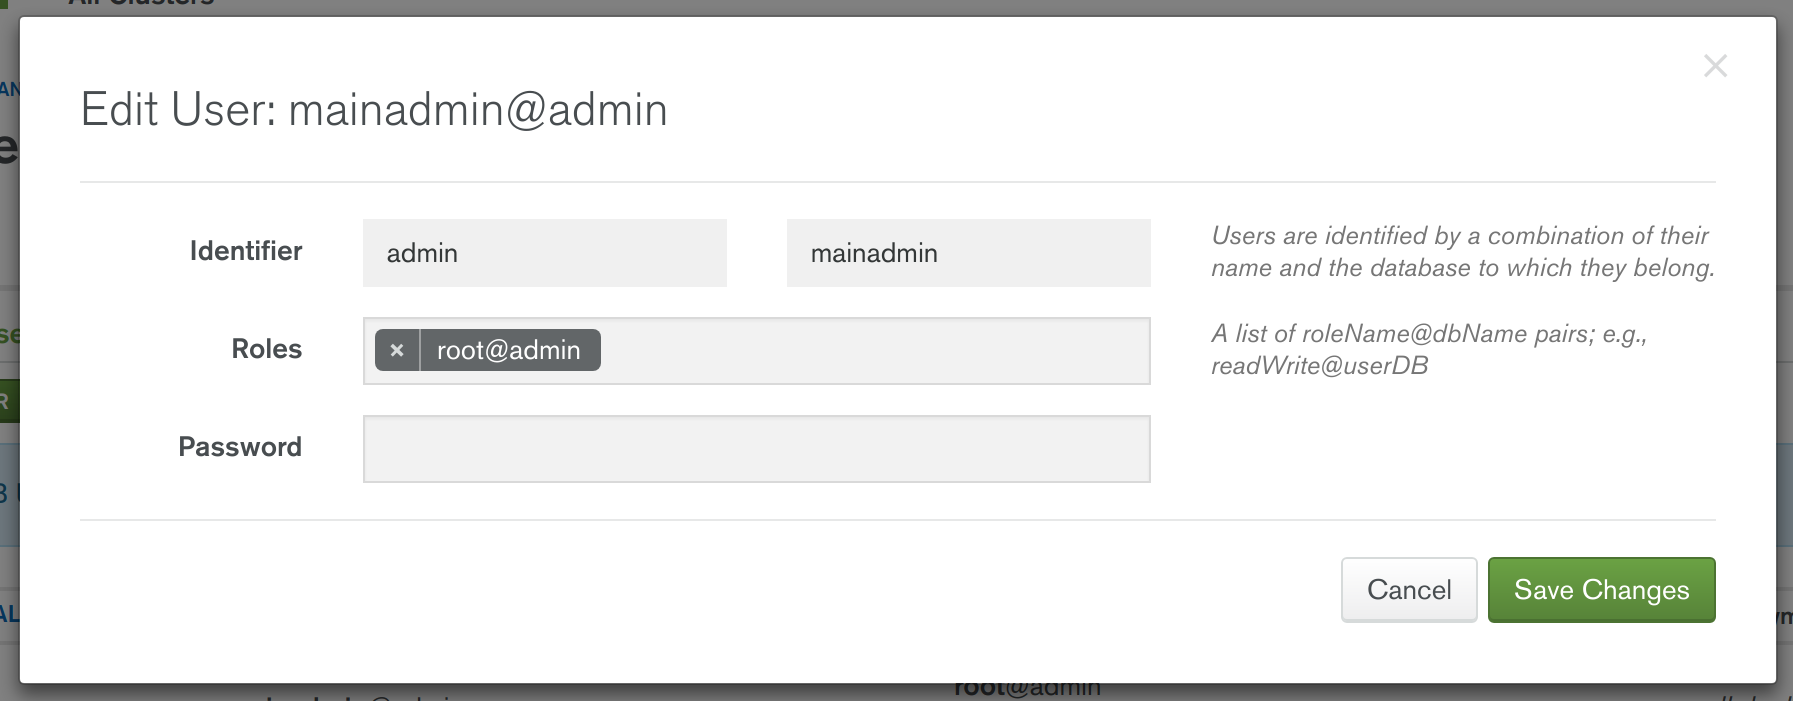 All Clusters
Edit User: mainadmin@admin
Identifier
admin
mainadmin
Users are identified by a combination of their
name and the database to which they belong.
Roles
× root@admin
A list of roleName@dbName pairs; e.g.,
readWrite@userDB
Password
Cancel
Save Changes
root@admin